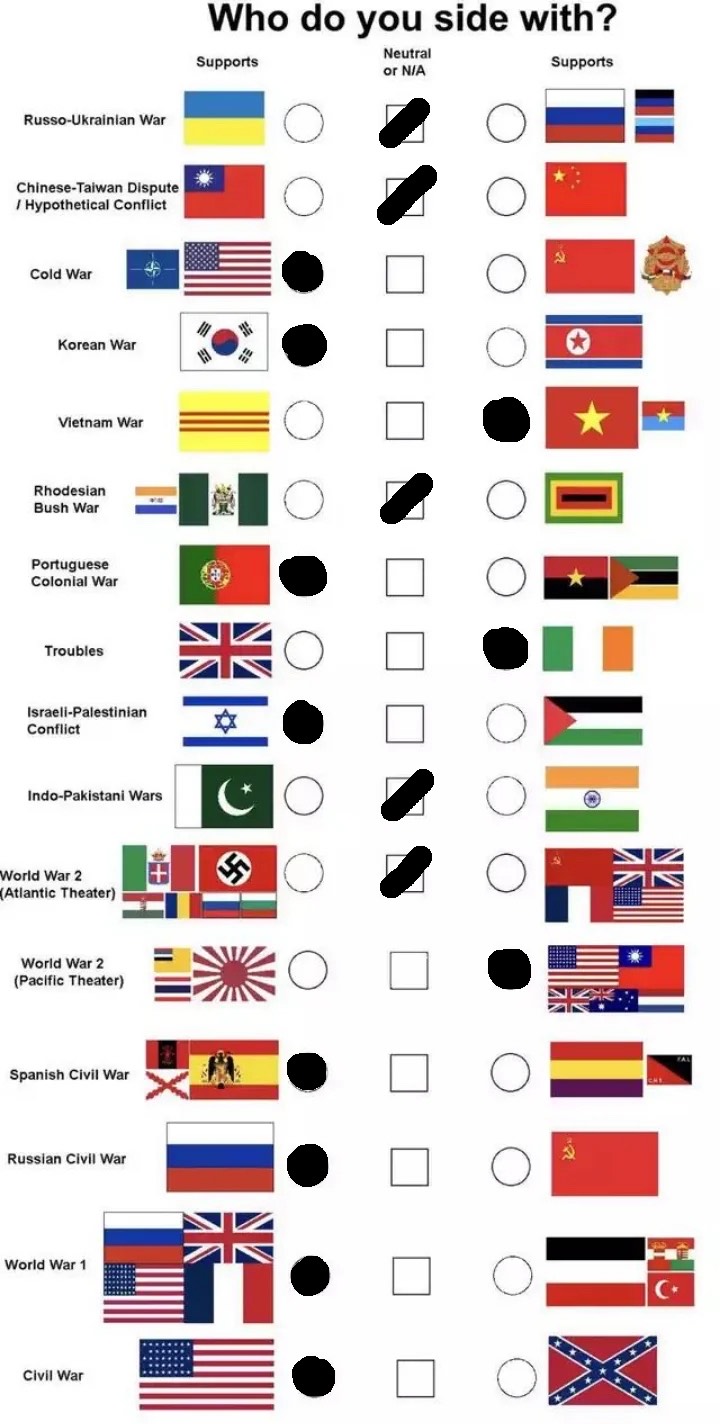 Who do you side with?
Supports
Neutral
or N/A
Supports
Russo-Ukrainian War
Chinese-Taiwan Dispute
/ Hypothetical Conflict
Cold War
Korean War
Vietnam War
Rhodesian
Bush War
Portuguese
Colonial War
Troubles
Israeli-Palestinian
Conflict
Indo-Pakistani Wars
World War 2
(Atlantic Theater)
World War 2
(Pacific Theater)
Spanish Civil War
Russian Civil War
World War 1
Civil War